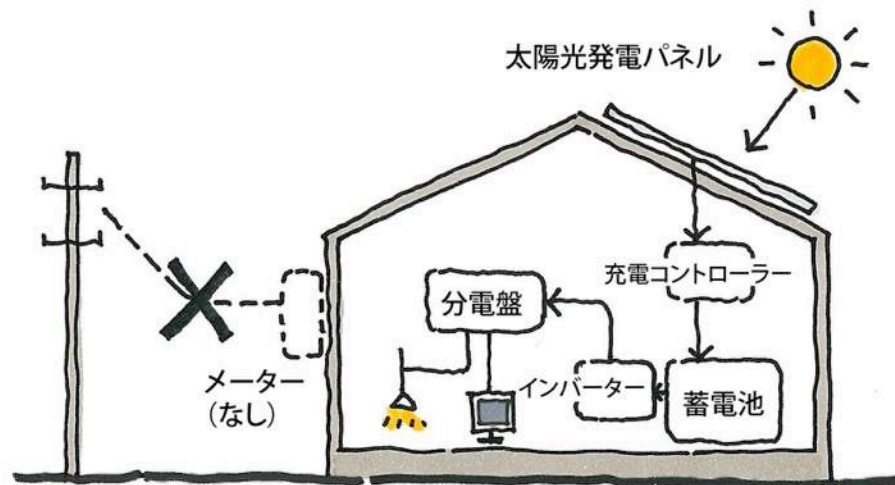 太陽光発電パネル
充電コントローラー
分電盤
メーター
(なし)
インバーター
蓄電池